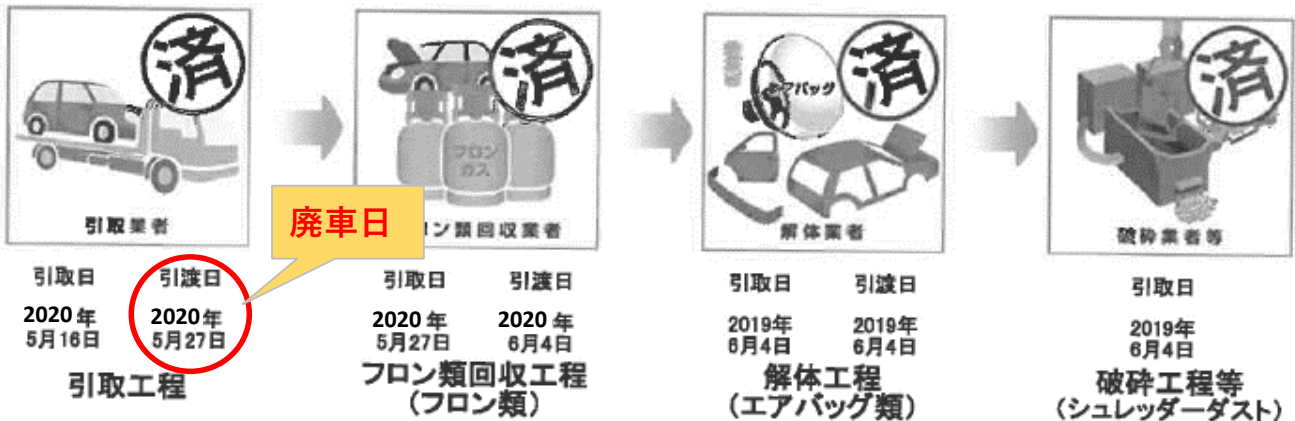 済
引取業者
引取日 引渡日
2020年 2020年
5月16日 5月27日
引取工程
廃車日
済
フロン
ガス
ロン類回収業者
引取日 引渡日
2020年 2020年
5月27日 6月4日
フロン類回収工程
(フロン類)
済
エアバッグ
解体業者
引取日 引渡日
2019年 2019年
6月4日 6月4日
解体工程
(エアバッグ類)
済
破砕業者等
引取日
2019年
6月4日
破砕工程等
(シュレッダーダスト)